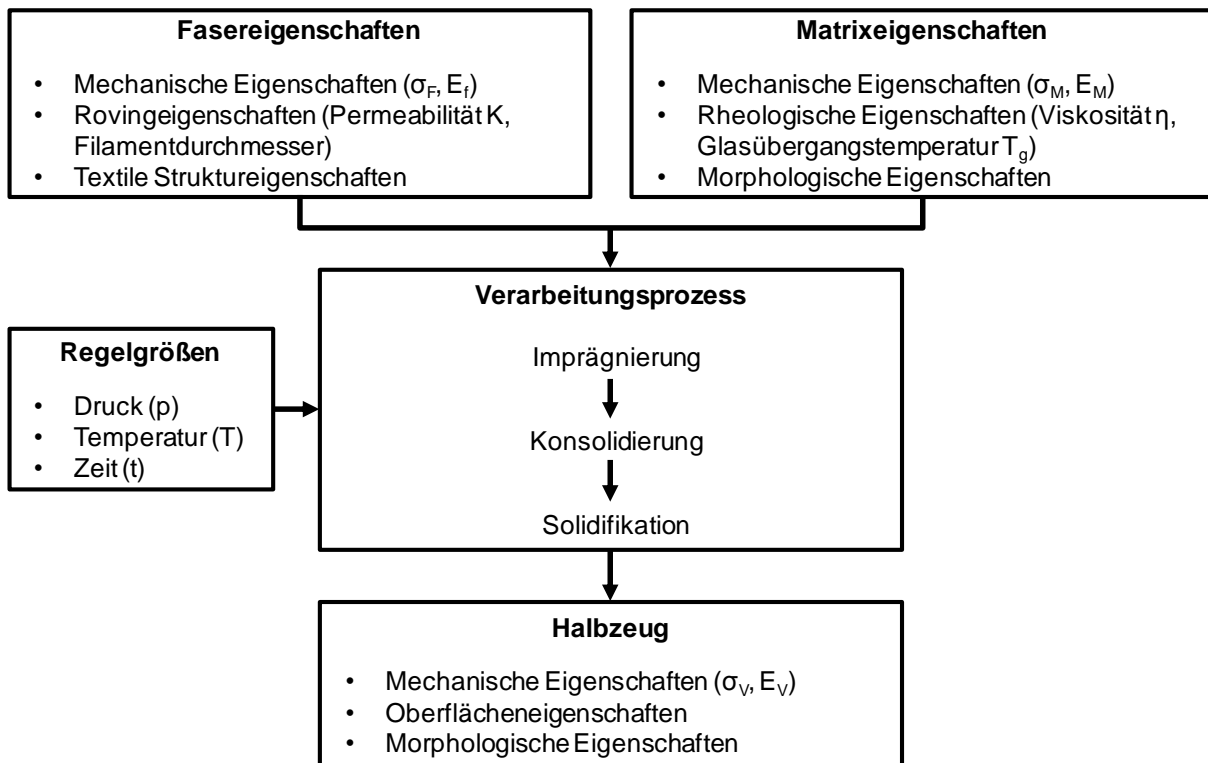 Fasereigenschaften
• Mechanische Eigenschaften (σF, Ef)
• Rovingeigenschaften (Permeabilität K,
Filamentdurchmesser)
• Textile Struktureigenschaften
Matrixeigenschaften
• Mechanische Eigenschaften (σM, EM)
• Rheologische Eigenschaften (Viskosität η,
Glasübergangstemperatur Tg)
• Morphologische Eigenschaften
Regelgrößen
• Druck (p)
• Temperatur (T)
• Zeit (t)
Verarbeitungsprozess
Imprägnierung
Konsolidierung
Solidifikation
Halbzeug
• Mechanische Eigenschaften (σV, EV)
• Oberflächeneigenschaften
• Morphologische Eigenschaften